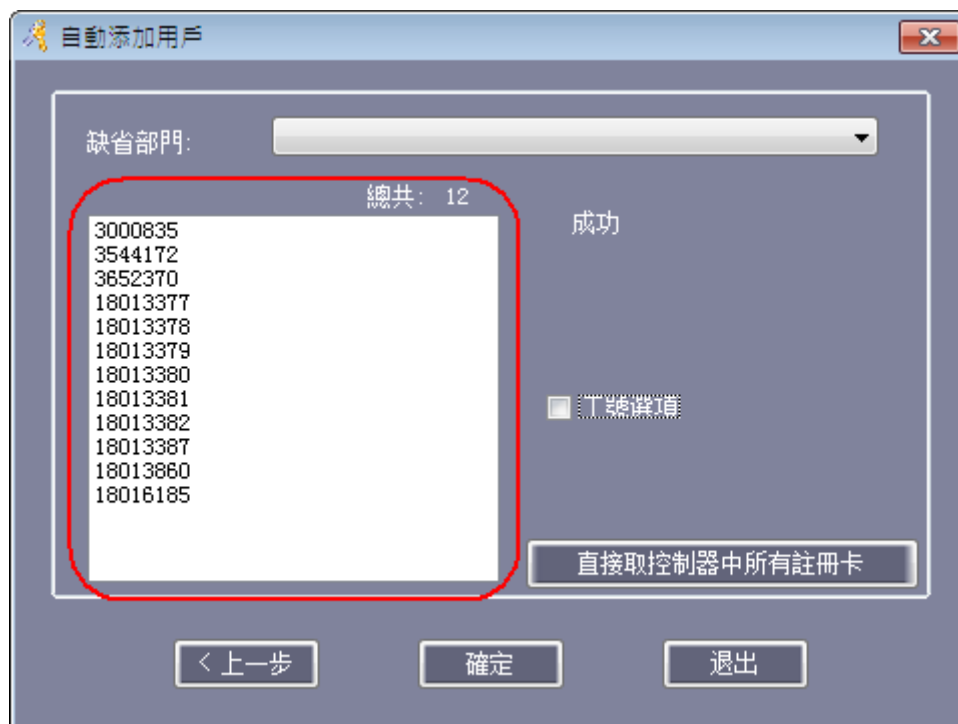 自動添加用戶
缺省部門:
總共: 12
3000835
3544172
3652370
18013377
18013378
18013379
18013380
18013381
18013382
18013387
18013860
18016185
成功
工號選項
直接取控制器中所有註冊卡
< 上一步
確定
退出